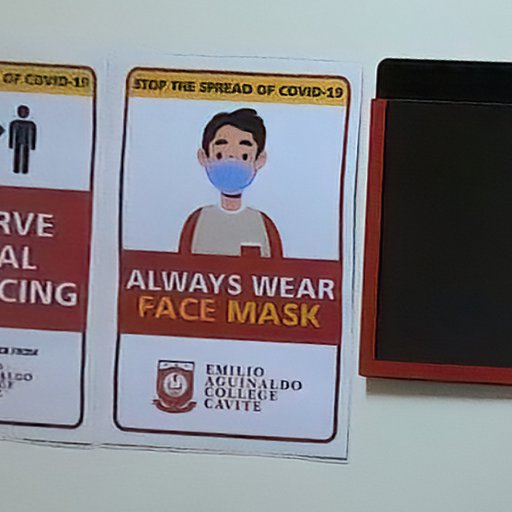 OF COVID-19
RVE
AL
CING
STOP THE SPREAD OF COVID-19
ALWAYS WEAR
FACE MASK
EMILIO
AGUINALDO
COLLEGE
CAVITE